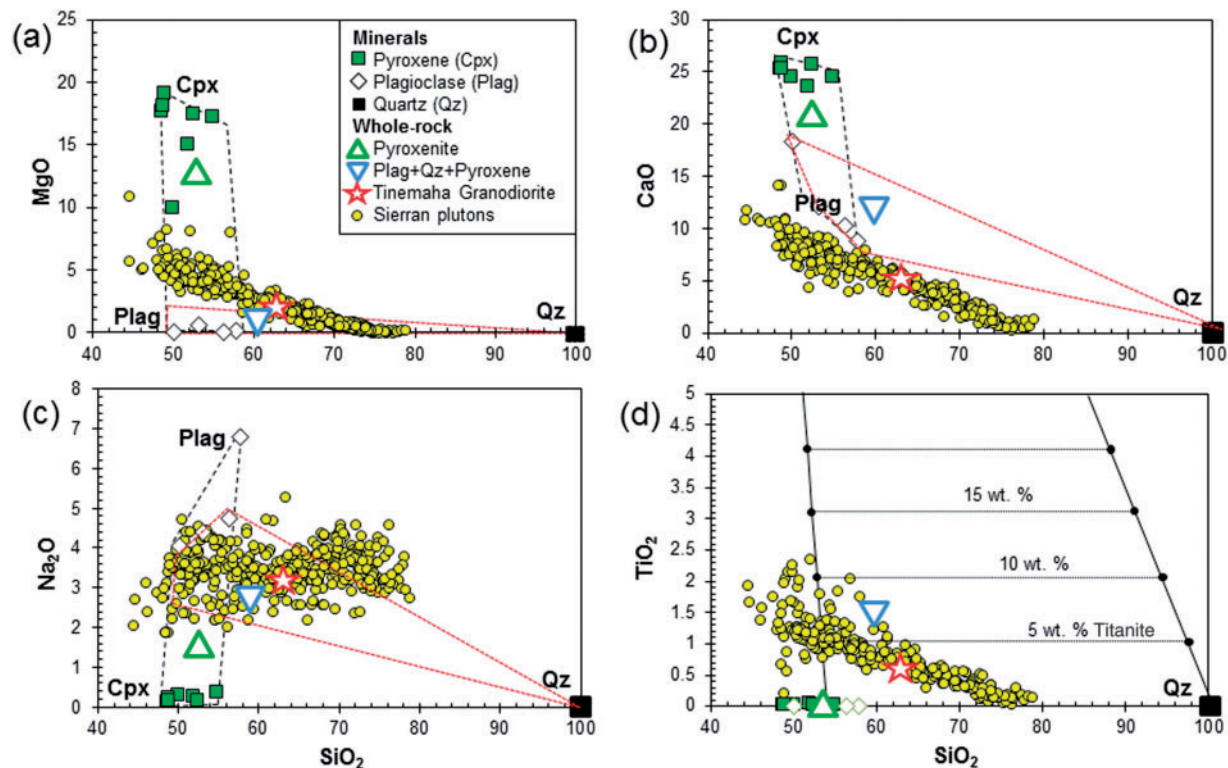 (a)
25
20
15
10
5
0
MgO
Cpx
Plag
Qz
40 50 60 70 80 90 100
Minerals
Pyroxene (Cpx)
Plagioclase (Plag)
Quartz (Qz)
Whole-rock
Pyroxenite
Plag+Qz+Pyroxene
Tinemaha Granodiorite
Sierran plutons
(b)
30
25
20
15
10
5
0
CaO
Cpx
Plag
Qz
40 50 60 70 80 90 100
(c)
8
7
6
5
4
3
2
1
0
Na2O
Plag
Cpx
Qz
40 50 60 70 80 90 100
SiO2
(d)
5
4.5
4
3.5
3
2.5
2
1.5
1
0.5
0
TiO2
15 wt. %
10 wt. %
5 wt. % Titanite
Qz
40 50 60 70 80 90 100
SiO2